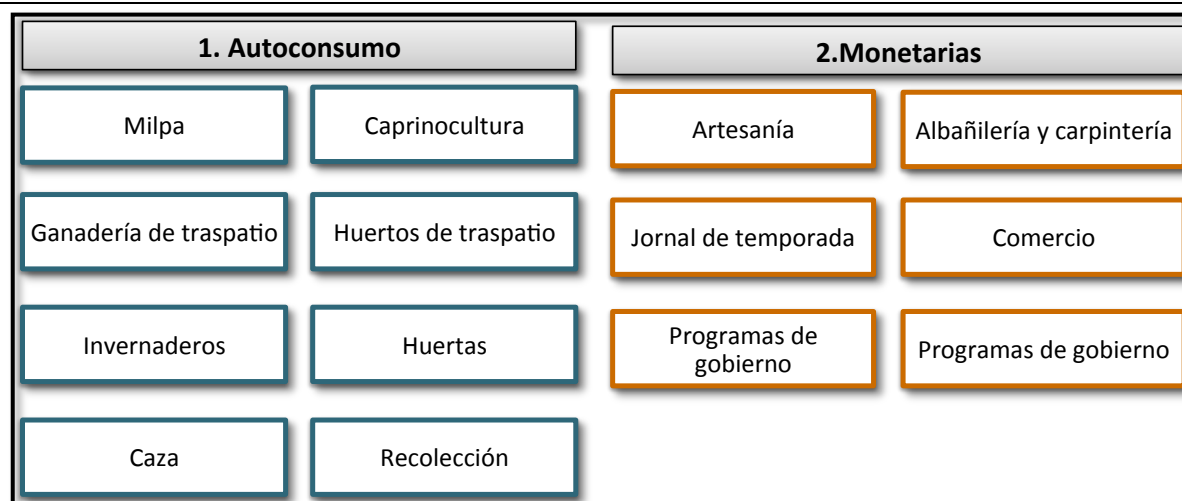 1. Autoconsumo
2.Monetarias
Milpa
Caprinocultura
Artesanía
Albañilería y carpintería
Ganadería de traspatio
Huertos de traspatio
Jornal de temporada
Comercio
Invernaderos
Huertas
Programas de
gobierno
Programas de gobierno
Caza
Recolección